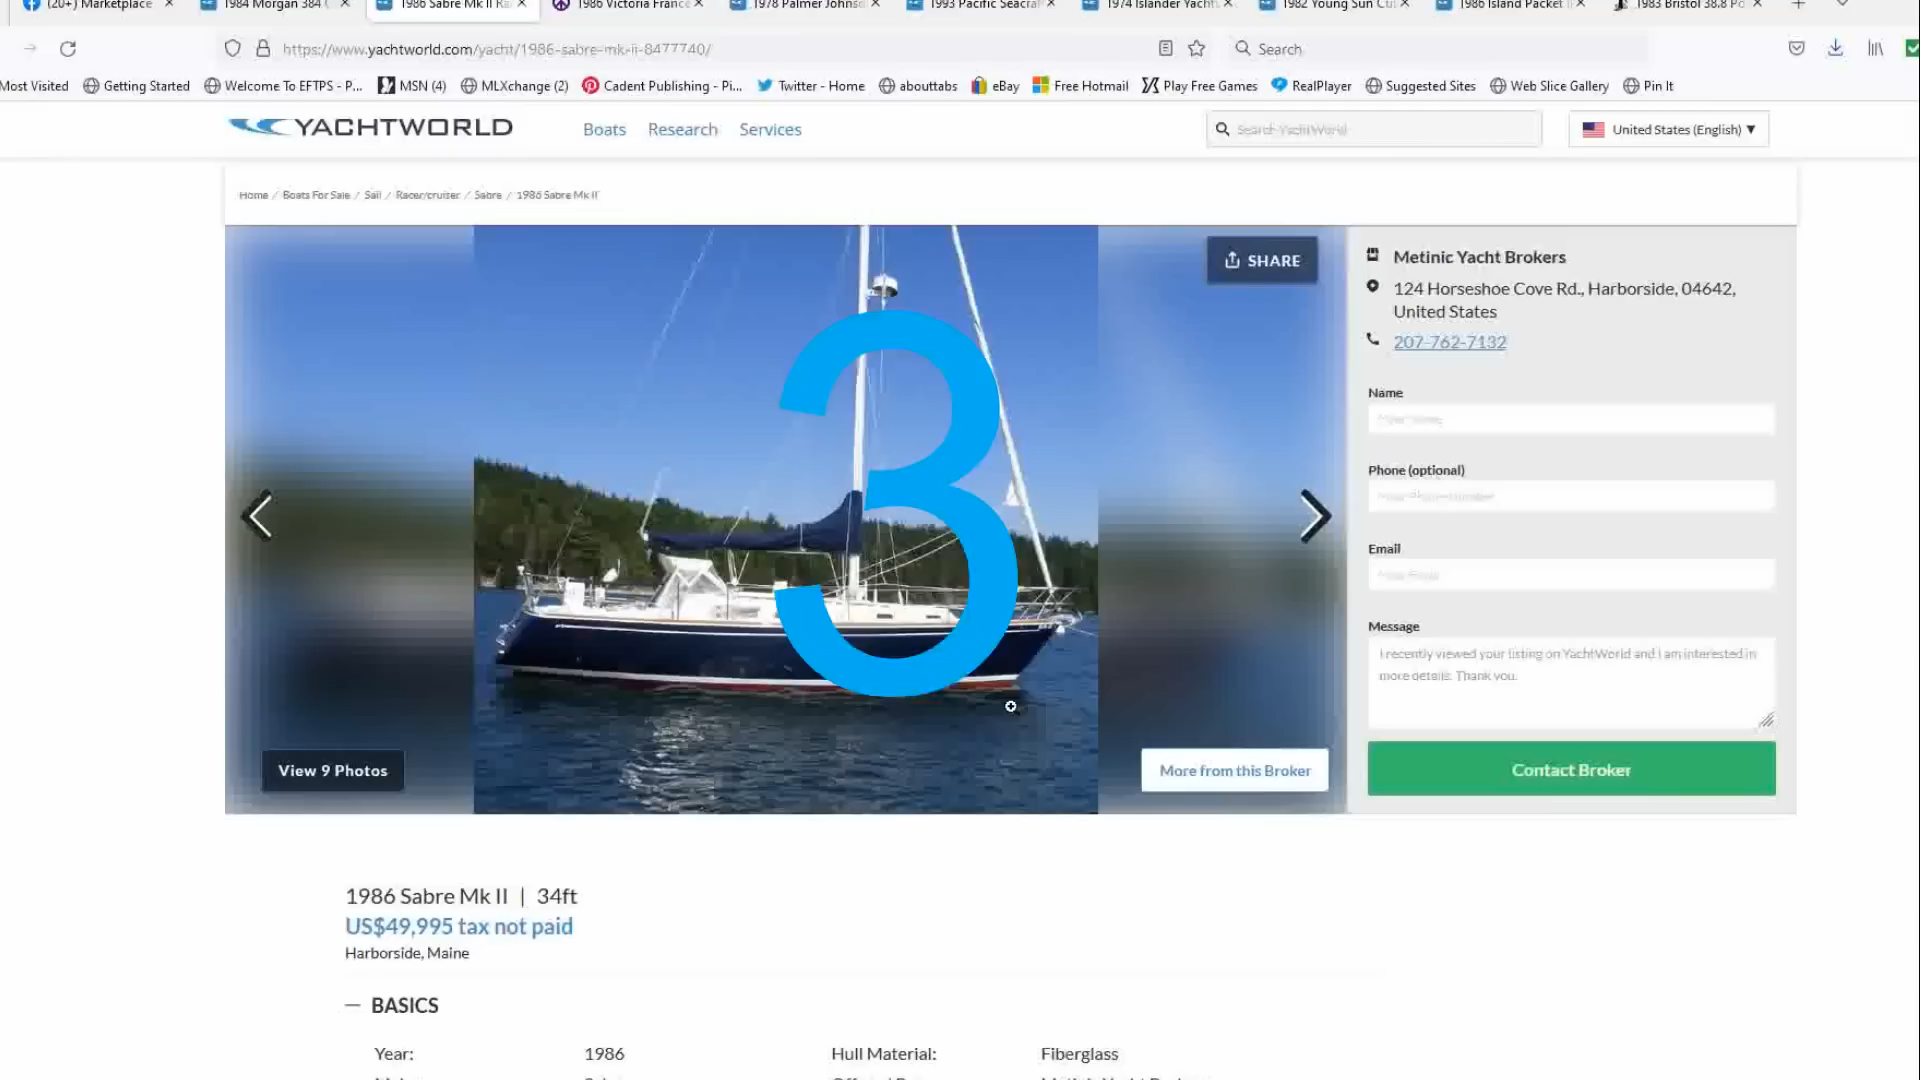 (20+) Marketplace
1984 Morgan 384
1986 Sabre Mk II Ra
1986 Victoria France
1978 Palmer Johns
1993 Pacific Seacra
1974 Islander Yacht
1982 Young Sun Cu
1986 Island Packet
1983 Bristol 38.8
https://www.yachtworld.com/yacht/1986-sabre-mk-ii-8477740/
Search
Most Visited
Getting Started
Welcome To EFTPS - P...
MSN (4)
MLXchange (2)
Cadent Publishing - Pi...
Twitter - Home
abouttabs
eBay
Free Hotmail
Play Free Games
RealPlayer
Suggested Sites
Web Slice Gallery
Pin It
YACHTWORLD
Boats
Research
Services
Search YachtWorld
United States (English) ▼
Home / Boats For Sale / Sail / Racer/cruiser / Sabre / 1986 Sabre Mk II
SHARE
3
View 9 Photos
More from this Broker
Metinic Yacht Brokers
124 Horseshoe Cove Rd., Harborside, 04642,
United States
207-762-7132
Name
Phone (optional)
Email
Message
I recently viewed your listing on YachtWorld and I am interested in
more details. Thank you.
Contact Broker
1986 Sabre Mk II | 34ft
US$49,995 tax not paid
Harborside, Maine
— BASICS
Year: 1986 Hull Material: Fiberglass